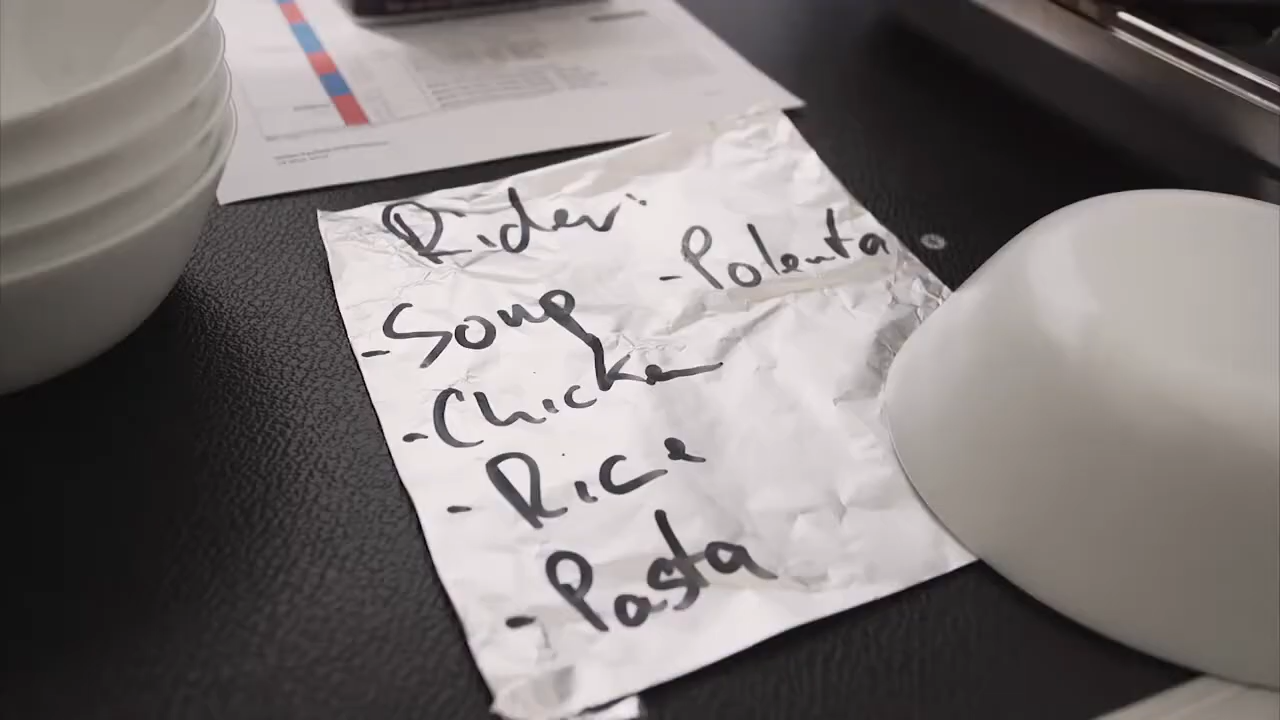 Rider:
- Soup
- Chicken
- Rice
- Pasta
- Polenta